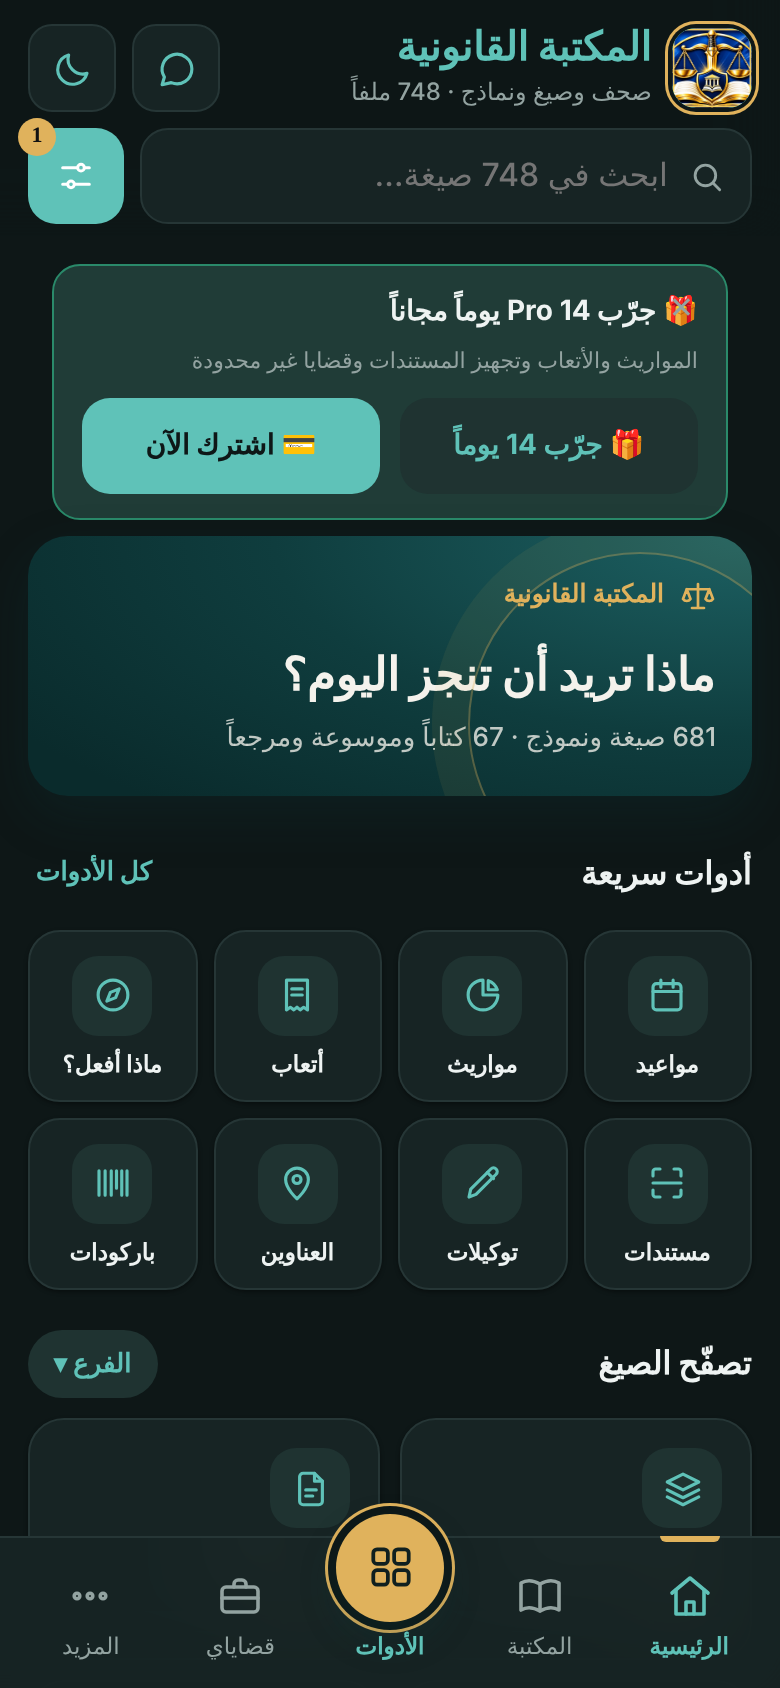 المكتبة القانونية
صحف وصيغ ونماذج · 748 ملفاً
ابحث في 748 صيغة...
1
🎁 جرّب Pro 14 يوماً مجاناً
المواريث والأتعاب وتجهيز المستندات وقضايا غير محدودة
🎁 جرّب 14 يوماً
💳 اشترك الآن
المكتبة القانونية
ماذا تريد أن تنجز اليوم؟
681 صيغة ونموذج · 67 كتاباً وموسوعة ومرجعاً
أدوات سريعة
كل الأدوات
مواعيد
مواريث
أتعاب
ماذا أفعل؟
مستندات
توكيلات
العناوين
باركودات
تصفّح الصيغ
الفرع ▾
الرئيسية
المكتبة
الأدوات
قضاياي
المزيد